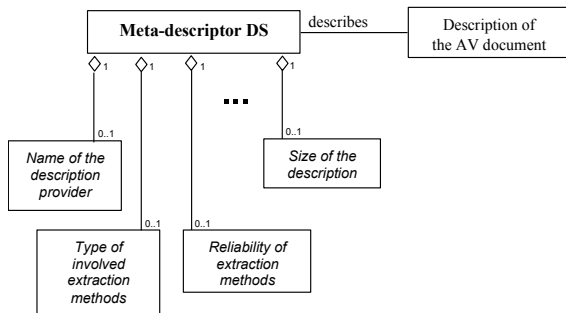 Meta-descriptor DS
describes
Description of
the AV document
1
1
1
1
...
0..1
0..1
Name of the
description
provider
Size of the
description
0..1
0..1
Type of
involved
extraction
methods
Reliability of
extraction
methods